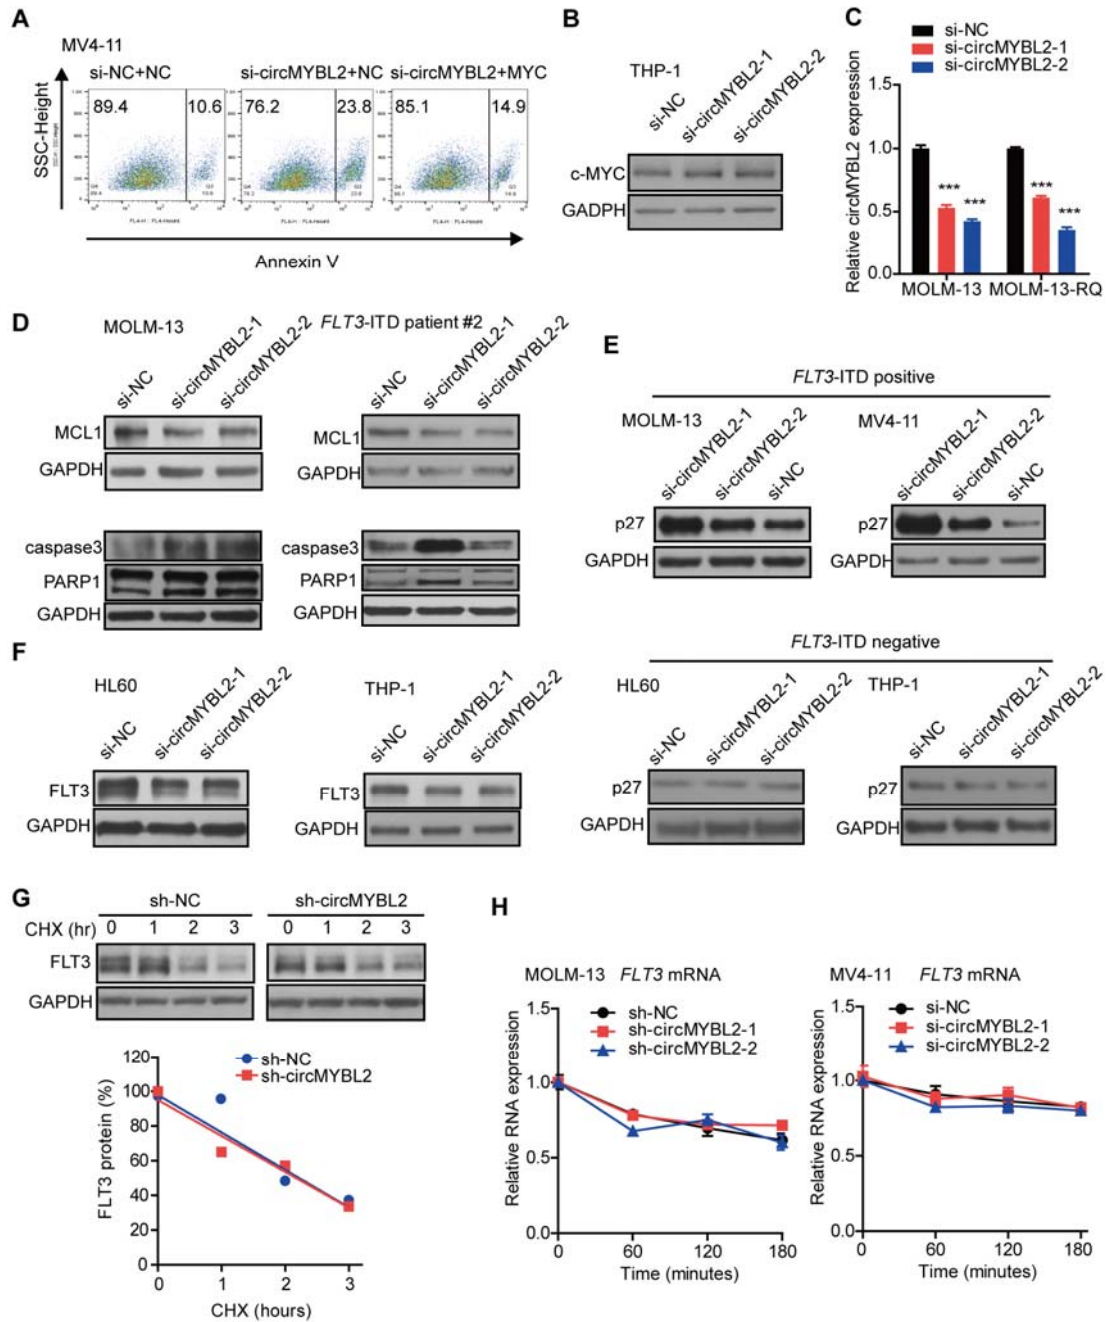 A
MV4-11
si-NC+NC
si-circMYBL2+NC
si-circMYBL2+MYC
SSC-Height
89.4
10.6
76.2
23.8
85.1
14.9
Annexin V
B
THP-1
si-NC
si-circMYBL2-1
si-circMYBL2-2
c-MYC
GADPH
C
si-NC
si-circMYBL2-1
si-circMYBL2-2
Relative circMYBL2 expression
1.5
1.0
0.5
0.0
***
***
***
***
MOLM-13
MOLM-13-RQ
D
MOLM-13
si-NC
si-circMYBL2-1
si-circMYBL2-2
MCL1
GAPDH
caspase3
PARP1
GAPDH
FLT3-ITD patient #2
si-NC
si-circMYBL2-1
si-circMYBL2-2
MCL1
GAPDH
caspase3
PARP1
GAPDH
E
FLT3-ITD positive
MOLM-13
si-circMYBL2-1
si-circMYBL2-2
si-NC
p27
GAPDH
MV4-11
si-circMYBL2-1
si-circMYBL2-2
si-NC
p27
GAPDH
FLT3-ITD negative
HL60
si-NC
si-circMYBL2-1
si-circMYBL2-2
p27
GAPDH
THP-1
si-NC
si-circMYBL2-1
si-circMYBL2-2
p27
GAPDH
F
HL60
si-NC
si-circMYBL2-1
si-circMYBL2-2
FLT3
GAPDH
THP-1
si-NC
si-circMYBL2-1
si-circMYBL2-2
FLT3
GAPDH
G
sh-NC
sh-circMYBL2
CHX (hr)
0 1 2 3
0 1 2 3
FLT3
GAPDH
sh-NC
sh-circMYBL2
FLT3 protein (%)
120
100
80
60
40
20
0
0 1 2 3
CHX (hours)
H
MOLM-13 FLT3 mRNA
sh-NC
sh-circMYBL2-1
sh-circMYBL2-2
Relative RNA expression
1.5
1.0
0.5
0.0
0 60 120 180
Time (minutes)
MV4-11 FLT3 mRNA
si-NC
si-circMYBL2-1
si-circMYBL2-2
Relative RNA expression
1.5
1.0
0.5
0.0
0 60 120 180
Time (minutes)